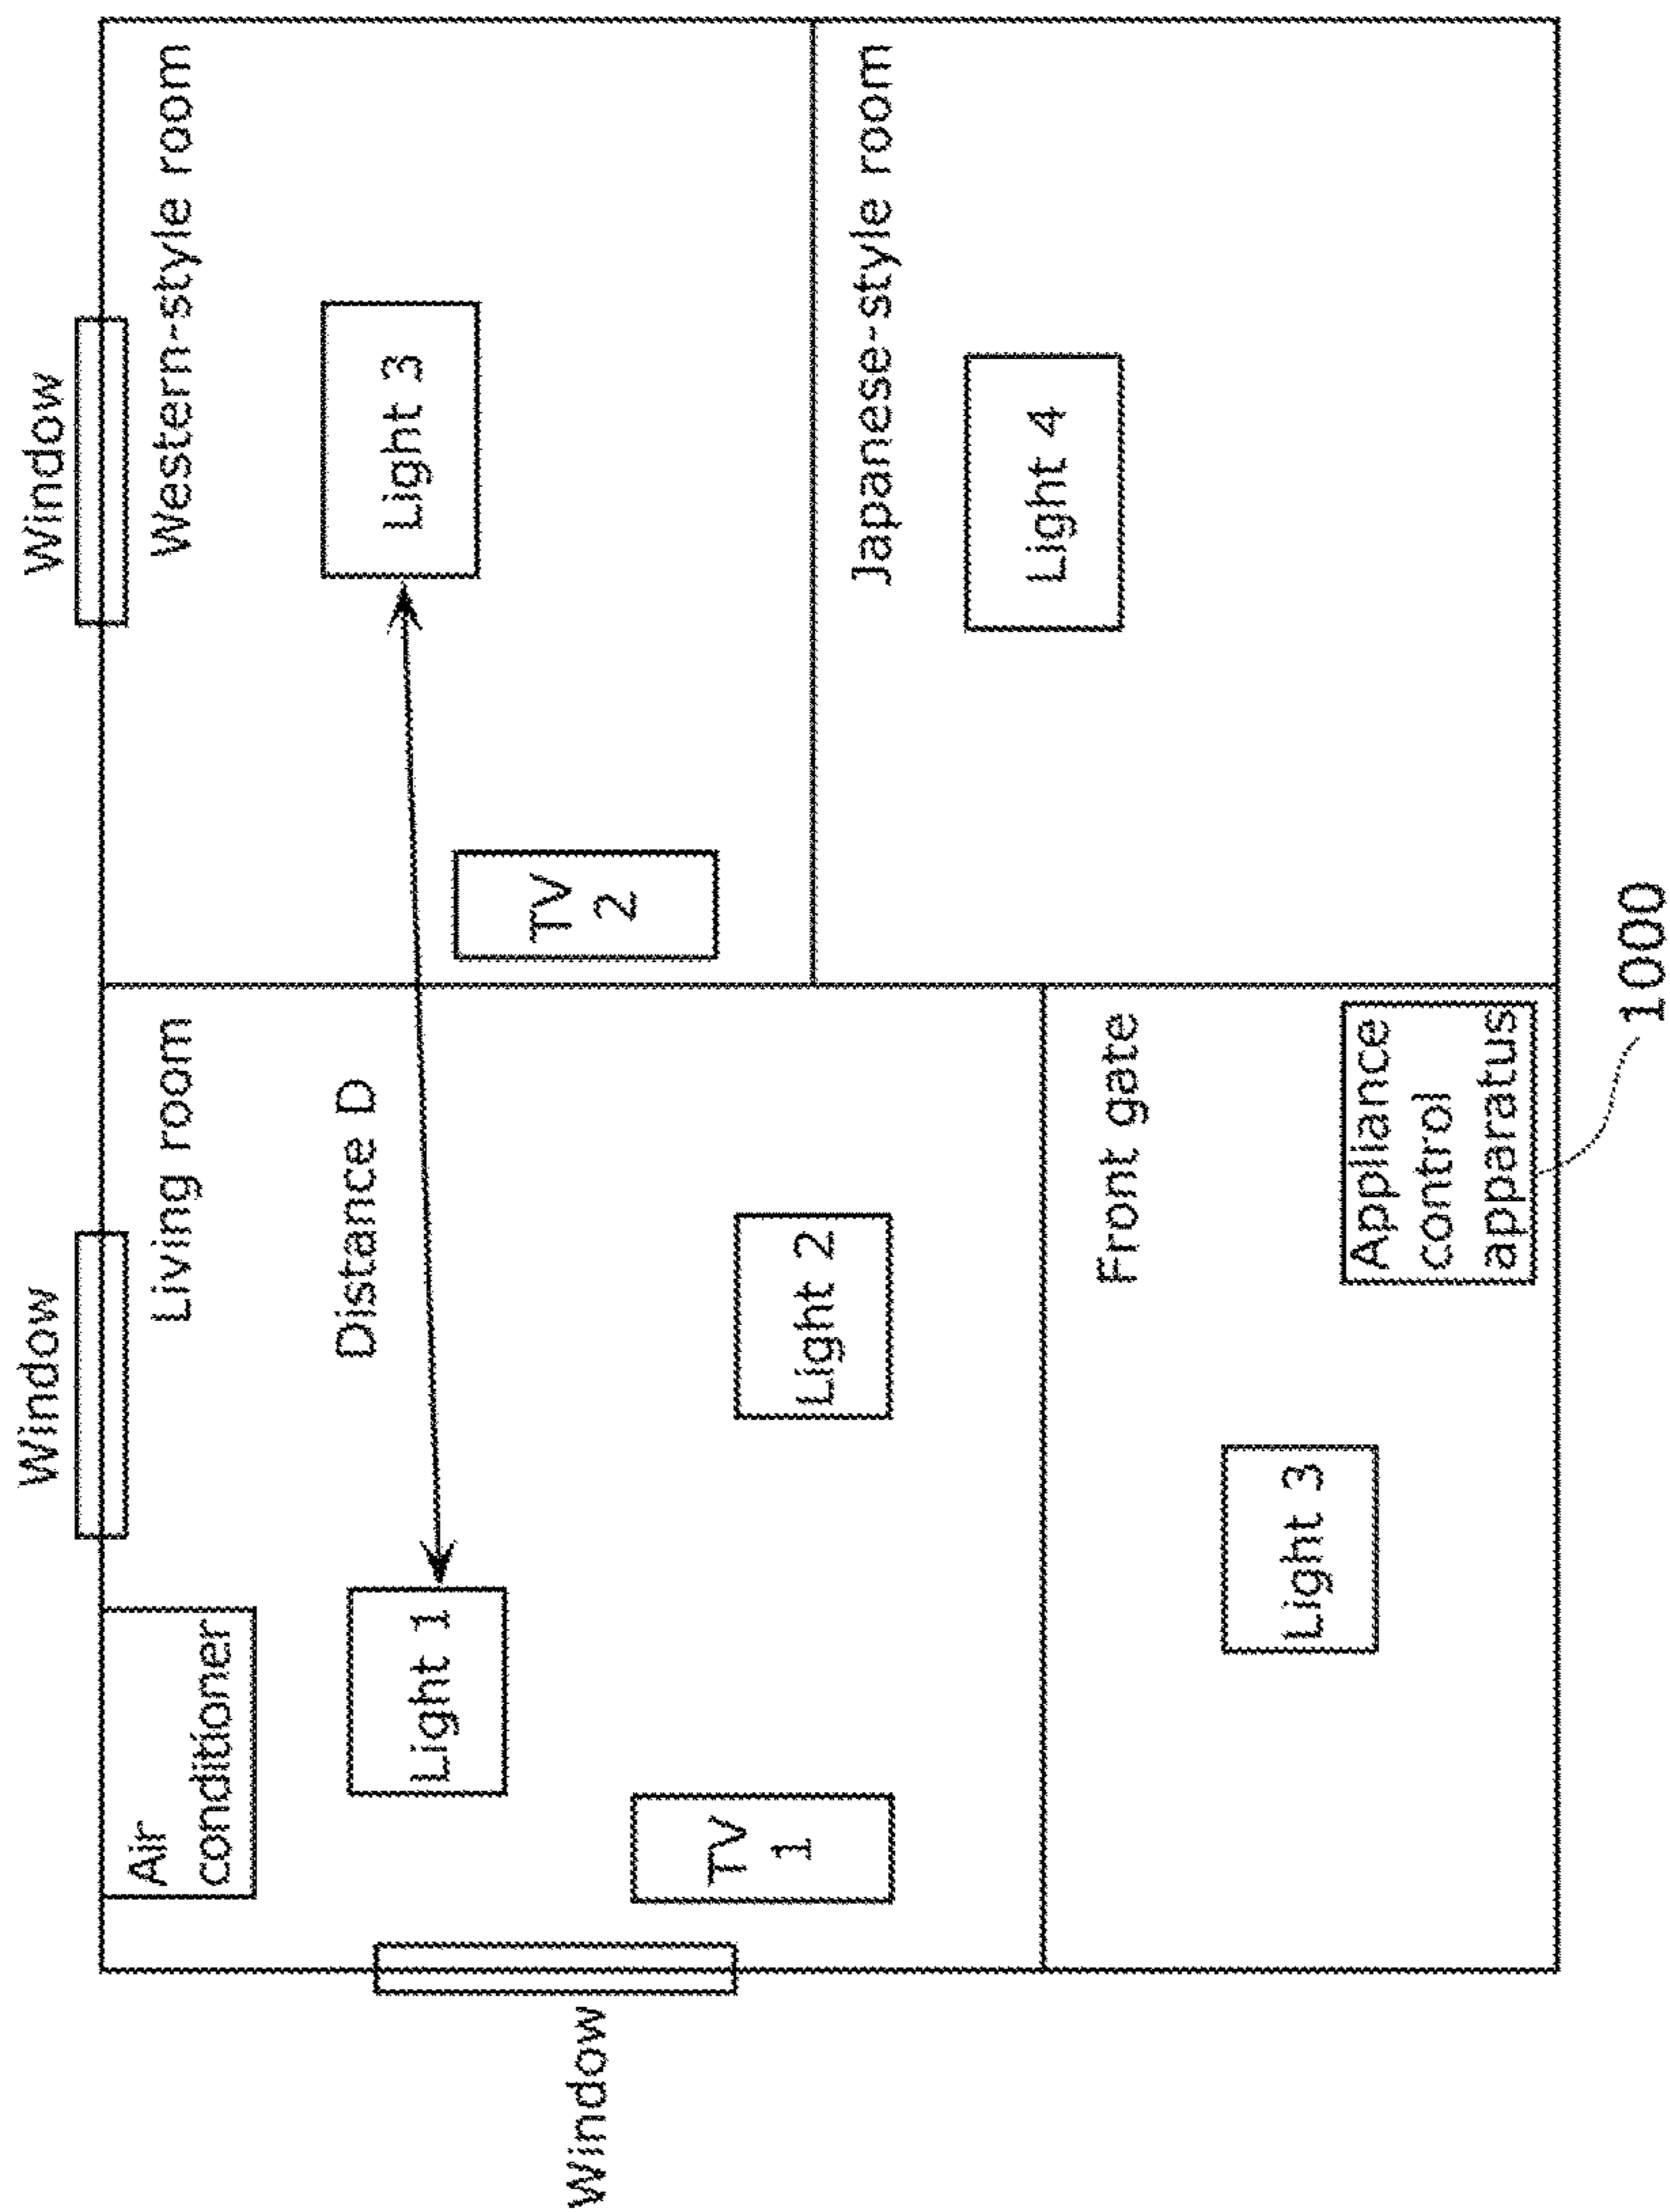 Window
Window
Living room
Western-style room
Air
conditioner
Distance D
Light 3
Light 1
Window
TV
2
TV
1
Light 2
Japanese-style room
Light 4
Front gate
Light 3
Appliance
control
apparatus
1000